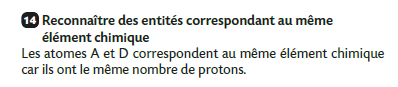 14 Reconnaître des entités correspondant au même
élément chimique
Les atomes A et D correspondent au même élément chimique
car ils ont le même nombre de protons.